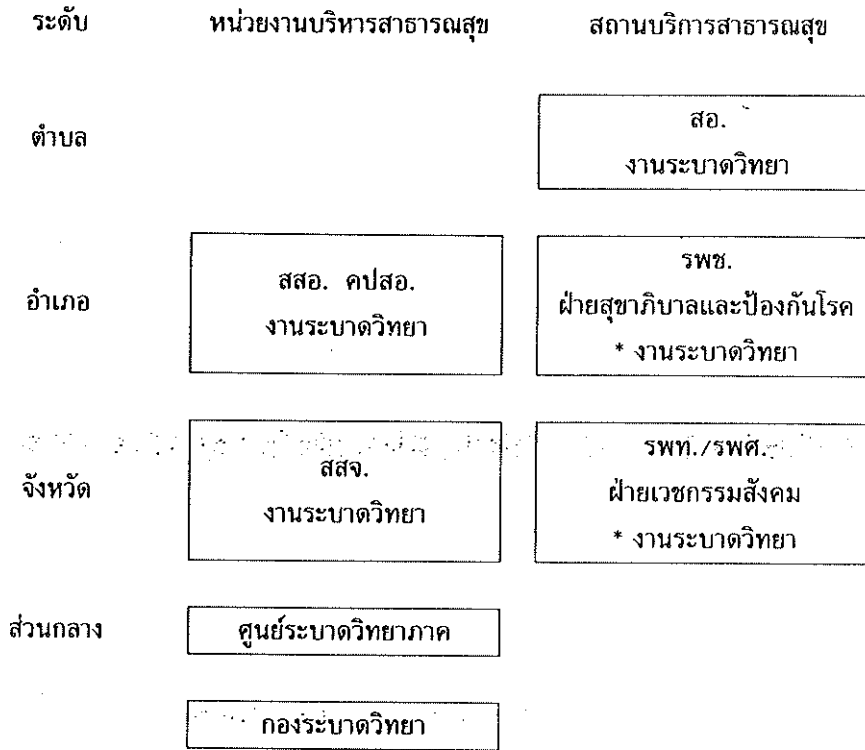 ระดับ หน่วยงานบริหารสาธารณสุข สถานบริการสาธารณสุข
ตำบล
สอ.
งานระบาดวิทยา
อำเภอ
สสอ. คปสอ.
งานระบาดวิทยา
รพช.
ฝ่ายสุขาภิบาลและป้องกันโรค
* งานระบาดวิทยา
จังหวัด
สสจ.
งานระบาดวิทยา
รพท./รพศ.
ฝ่ายเวชกรรมสังคม
* งานระบาดวิทยา
ส่วนกลาง
ศูนย์ระบาดวิทยาภาค
กองระบาดวิทยา